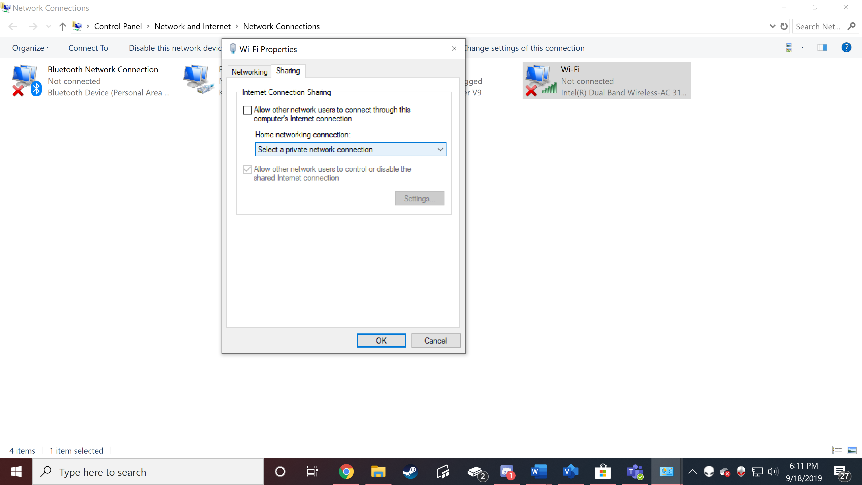 Network Connections
Control Panel > Network and Internet > Network Connections
Search Net...
Organize
Connect To
Disable this network devic
Change settings of this connection
Bluetooth Network Connection
Not connected
Bluetooth Device (Personal Area ...
Wi-Fi
Not connected
Intel(R) Dual Band Wireless-AC 31...
gged
er V9
Wi-Fi Properties
Networking
Sharing
Internet Connection Sharing
Allow other network users to connect through this
computer's Internet connection
Home networking connection:
Select a private network connection
Allow other network users to control or disable the
shared Internet connection
Settings
OK
Cancel
4 items
1 item selected
Type here to search
2
1
6:11 PM
9/18/2019
27